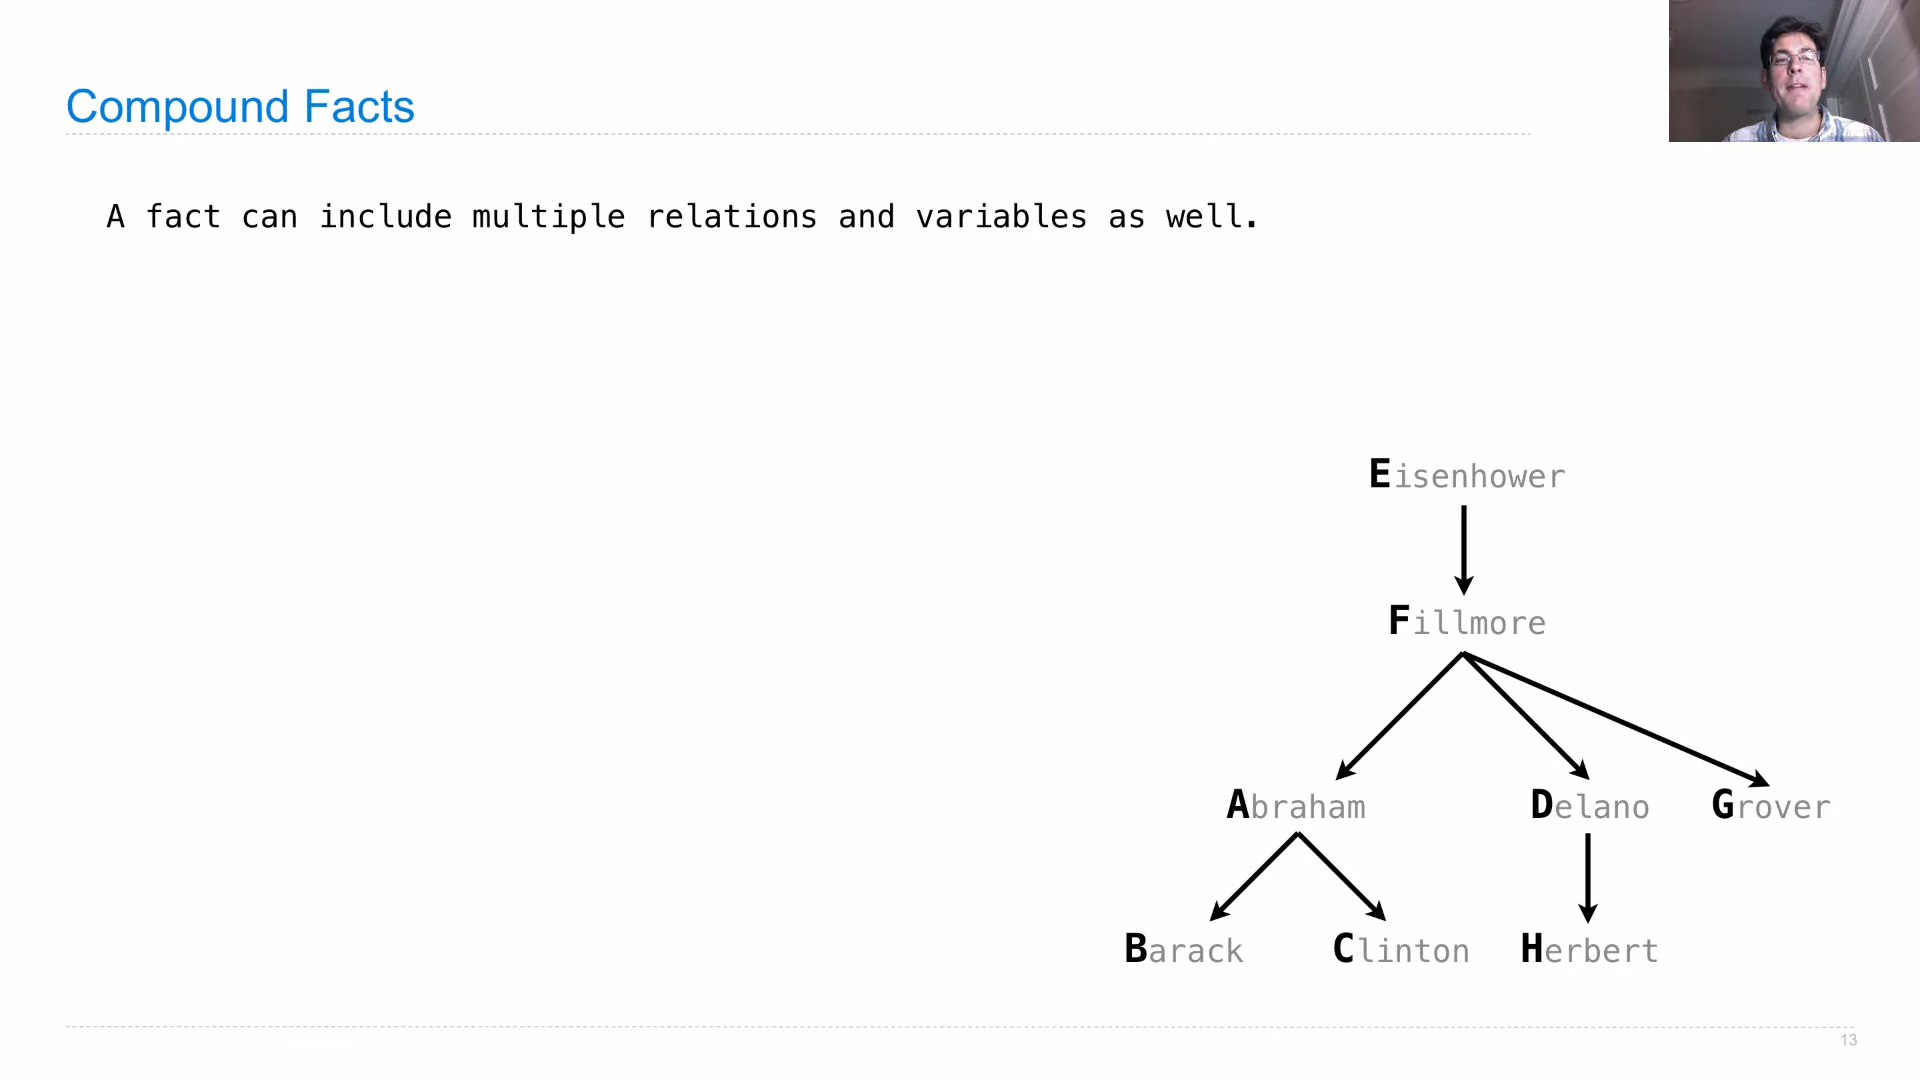 Compound Facts
A fact can include multiple relations and variables as well.
Eisenhower
Fillmore
Abraham Delano Grover
Barack Clinton Herbert
13